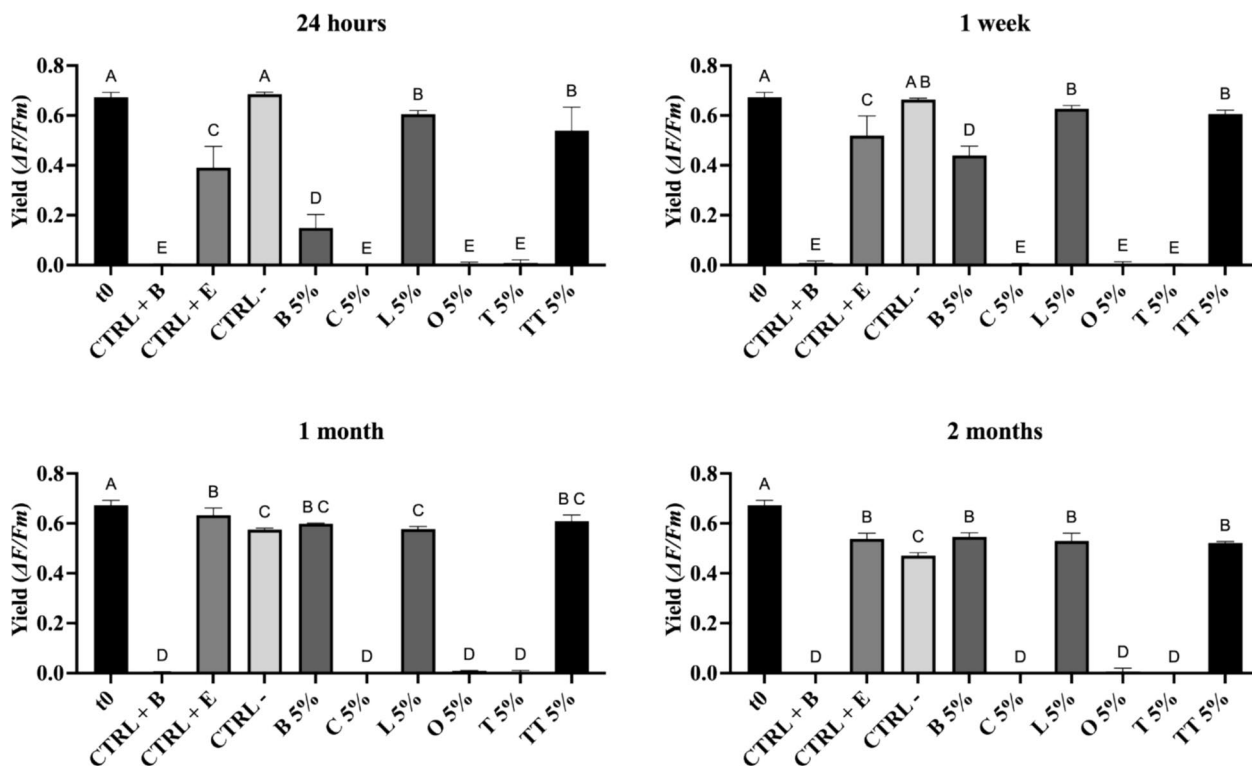 24 hours
Yield (ΔF/Fm)
0.8
0.6
0.4
0.2
0.0
A
E
C
A
D
E
B
E
E
B
t0
CTRL + B
CTRL + E
CTRL -
B 5%
C 5%
L 5%
O 5%
T 5%
TT 5%
1 week
Yield (ΔF/Fm)
0.8
0.6
0.4
0.2
0.0
A
E
C
A B
D
E
B
E
E
B
t0
CTRL + B
CTRL + E
CTRL -
B 5%
C 5%
L 5%
O 5%
T 5%
TT 5%
1 month
Yield (ΔF/Fm)
0.8
0.6
0.4
0.2
0.0
A
D
B
C
B C
D
C
D
D
B C
t0
CTRL + B
CTRL + E
CTRL -
B 5%
C 5%
L 5%
O 5%
T 5%
TT 5%
2 months
Yield (ΔF/Fm)
0.8
0.6
0.4
0.2
0.0
A
D
B
C
B
D
B
D
D
B
t0
CTRL + B
CTRL + E
CTRL -
B 5%
C 5%
L 5%
O 5%
T 5%
TT 5%